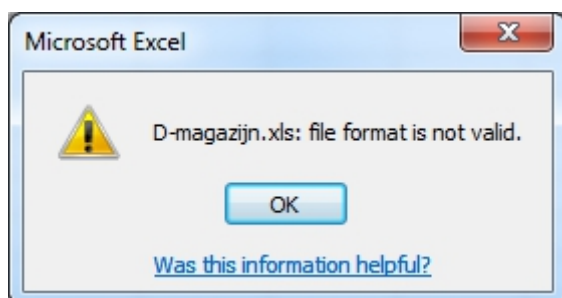 Microsoft Excel
D-magazijn.xls: file format is not valid.
OK
Was this information helpful?